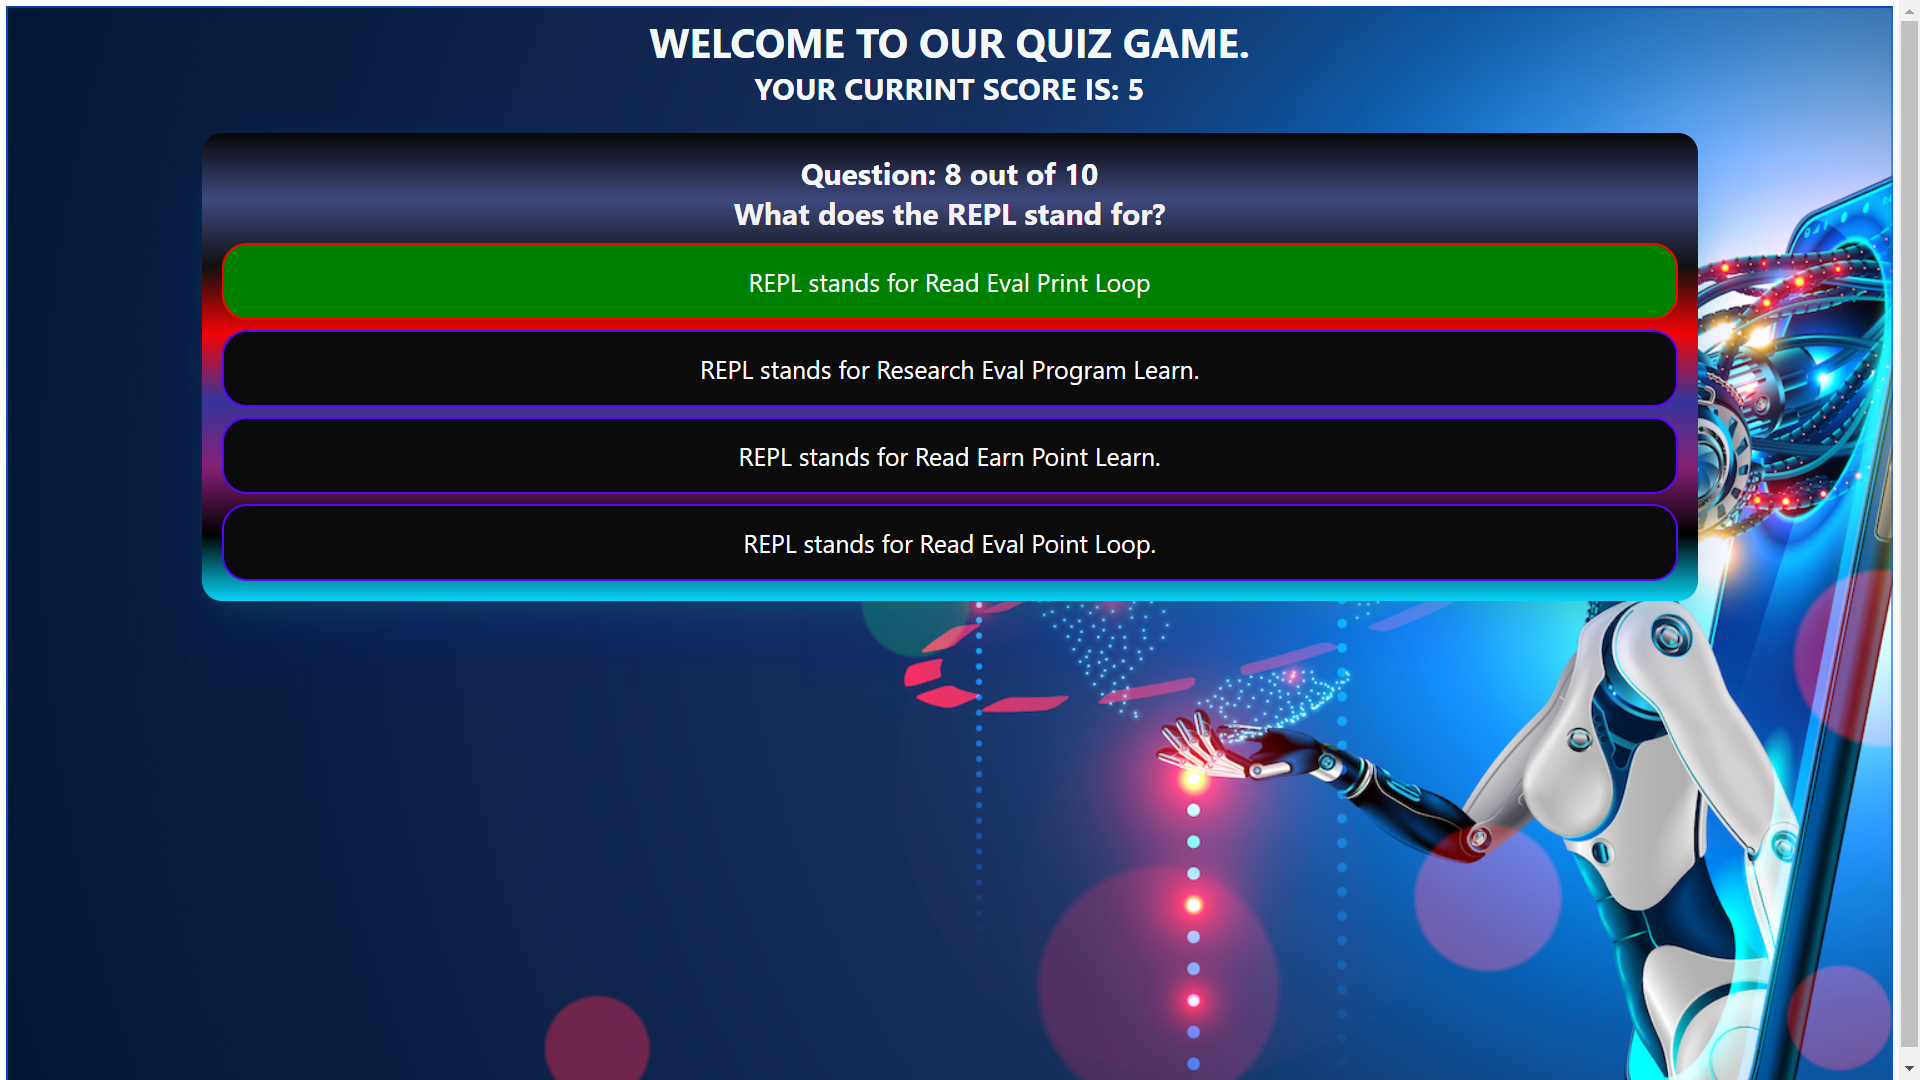 WELCOME TO OUR QUIZ GAME.
YOUR CURRINT SCORE IS: 5
Question: 8 out of 10
What does the REPL stand for?
REPL stands for Read Eval Print Loop
REPL stands for Research Eval Program Learn.
REPL stands for Read Earn Point Learn.
REPL stands for Read Eval Point Loop.